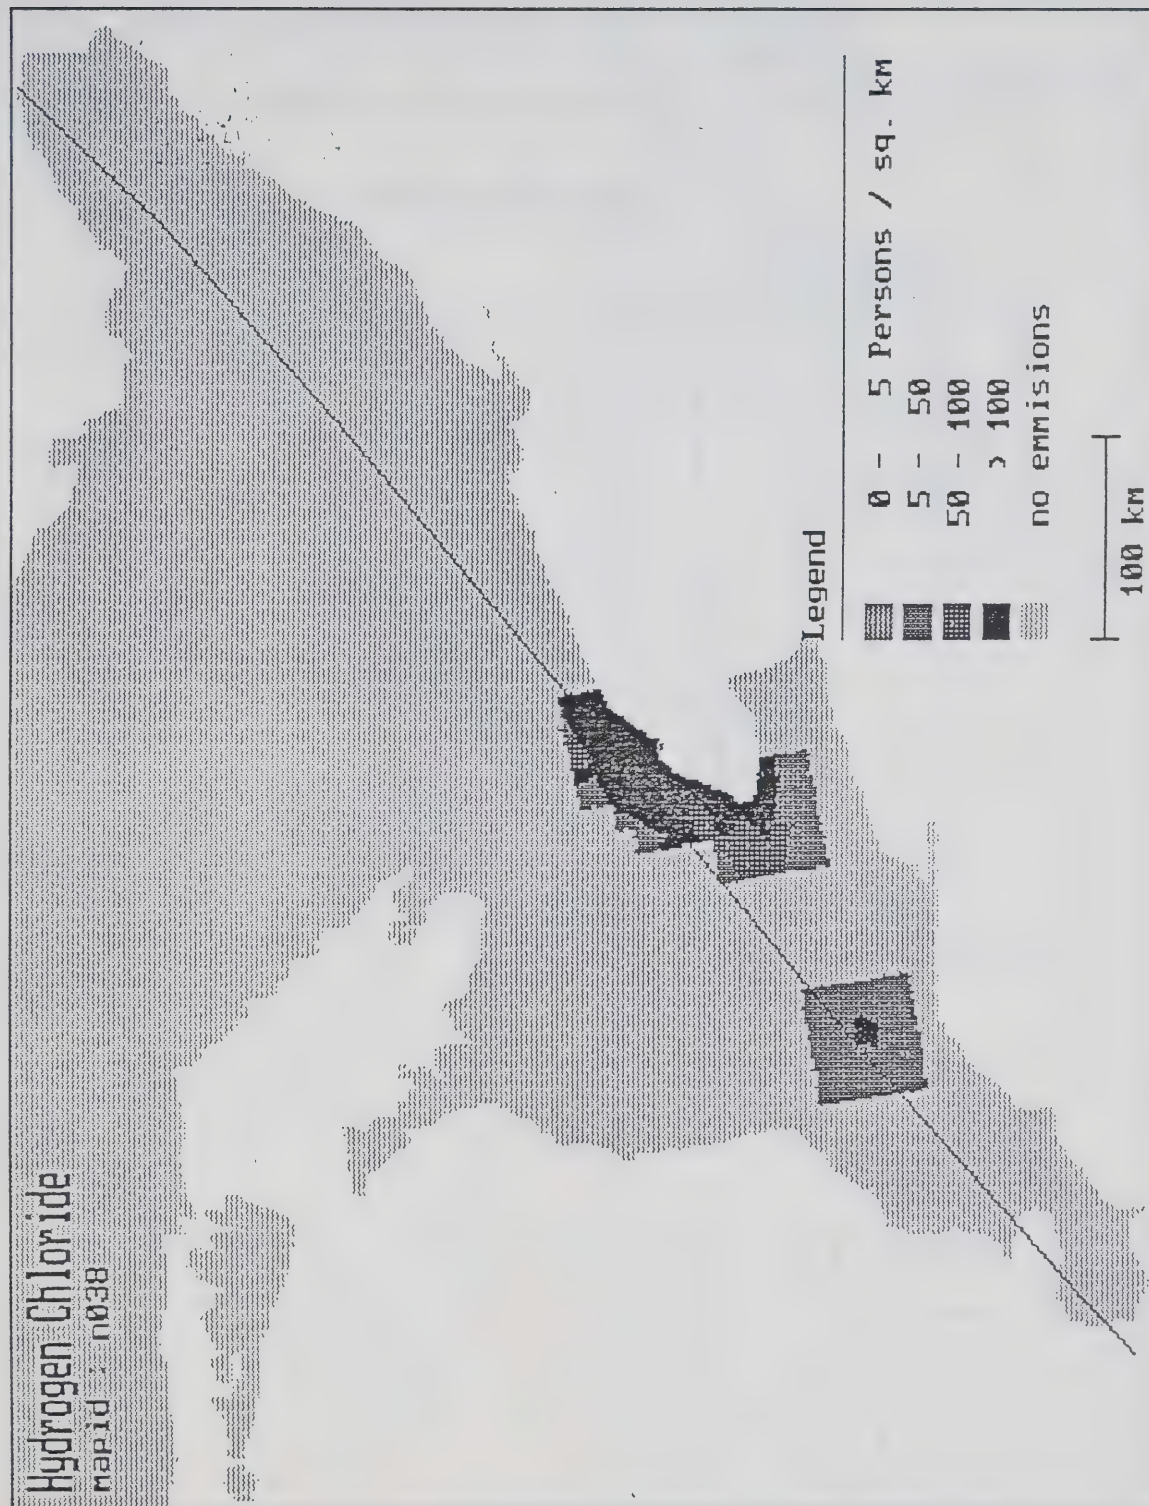 Hydrogen Chloride
mapid : n038
Legend
0 - 5 Persons / sq. km
5 - 50
50 - 100
> 100
no emmisions
100 km